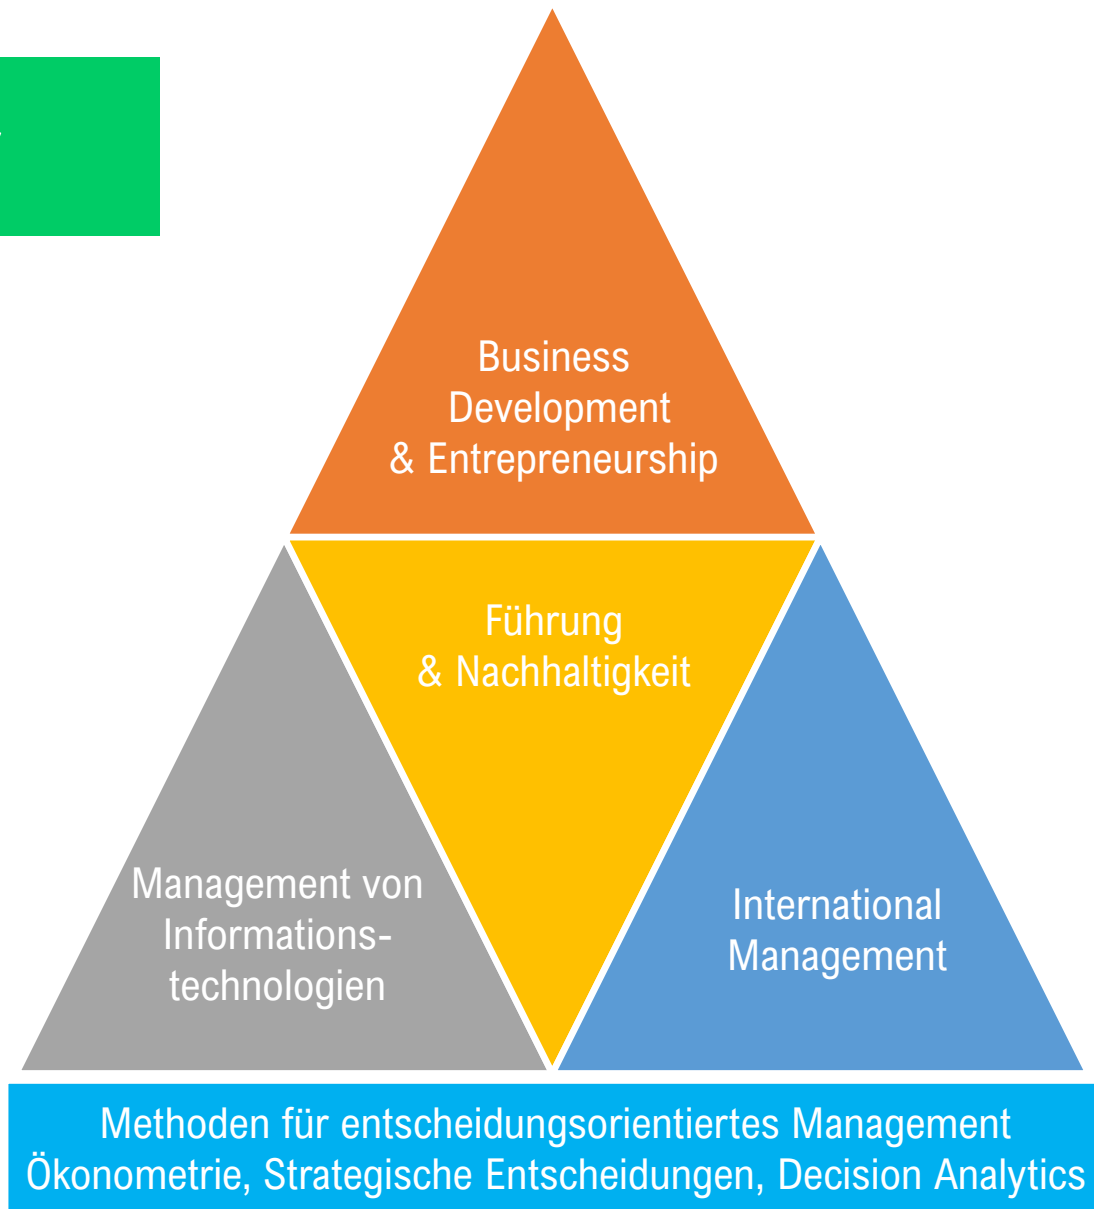 Business
Development
& Entrepreneurship
Führung
& Nachhaltigkeit
Management von
Informations-
technologien
International
Management
Methoden für entscheidungsorientiertes Management
Ökonometrie, Strategische Entscheidungen, Decision Analytics